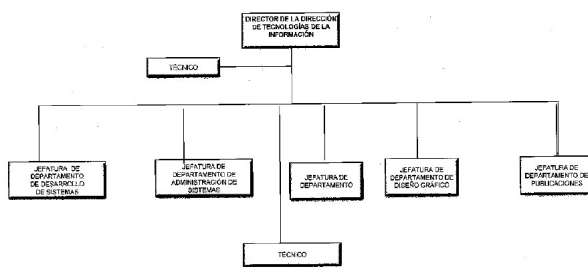 DIRECTOR DE LA DIRECCIÓN
DE TECNOLOGÍAS DE LA
INFORMACIÓN
TÉCNICO
JEFATURA DE
DEPARTAMENTO
DE DESARROLLO
DE SISTEMAS
JEFATURA DE
DEPARTAMENTO DE
ADMINISTRACIÓN DE
SISTEMAS
JEFATURA DE
DEPARTAMENTO
JEFATURA DE
DEPARTAMENTO DE
DISEÑO GRÁFICO
JEFATURA DE
DEPARTAMENTO DE
PUBLICACIONES
TÉCNICO